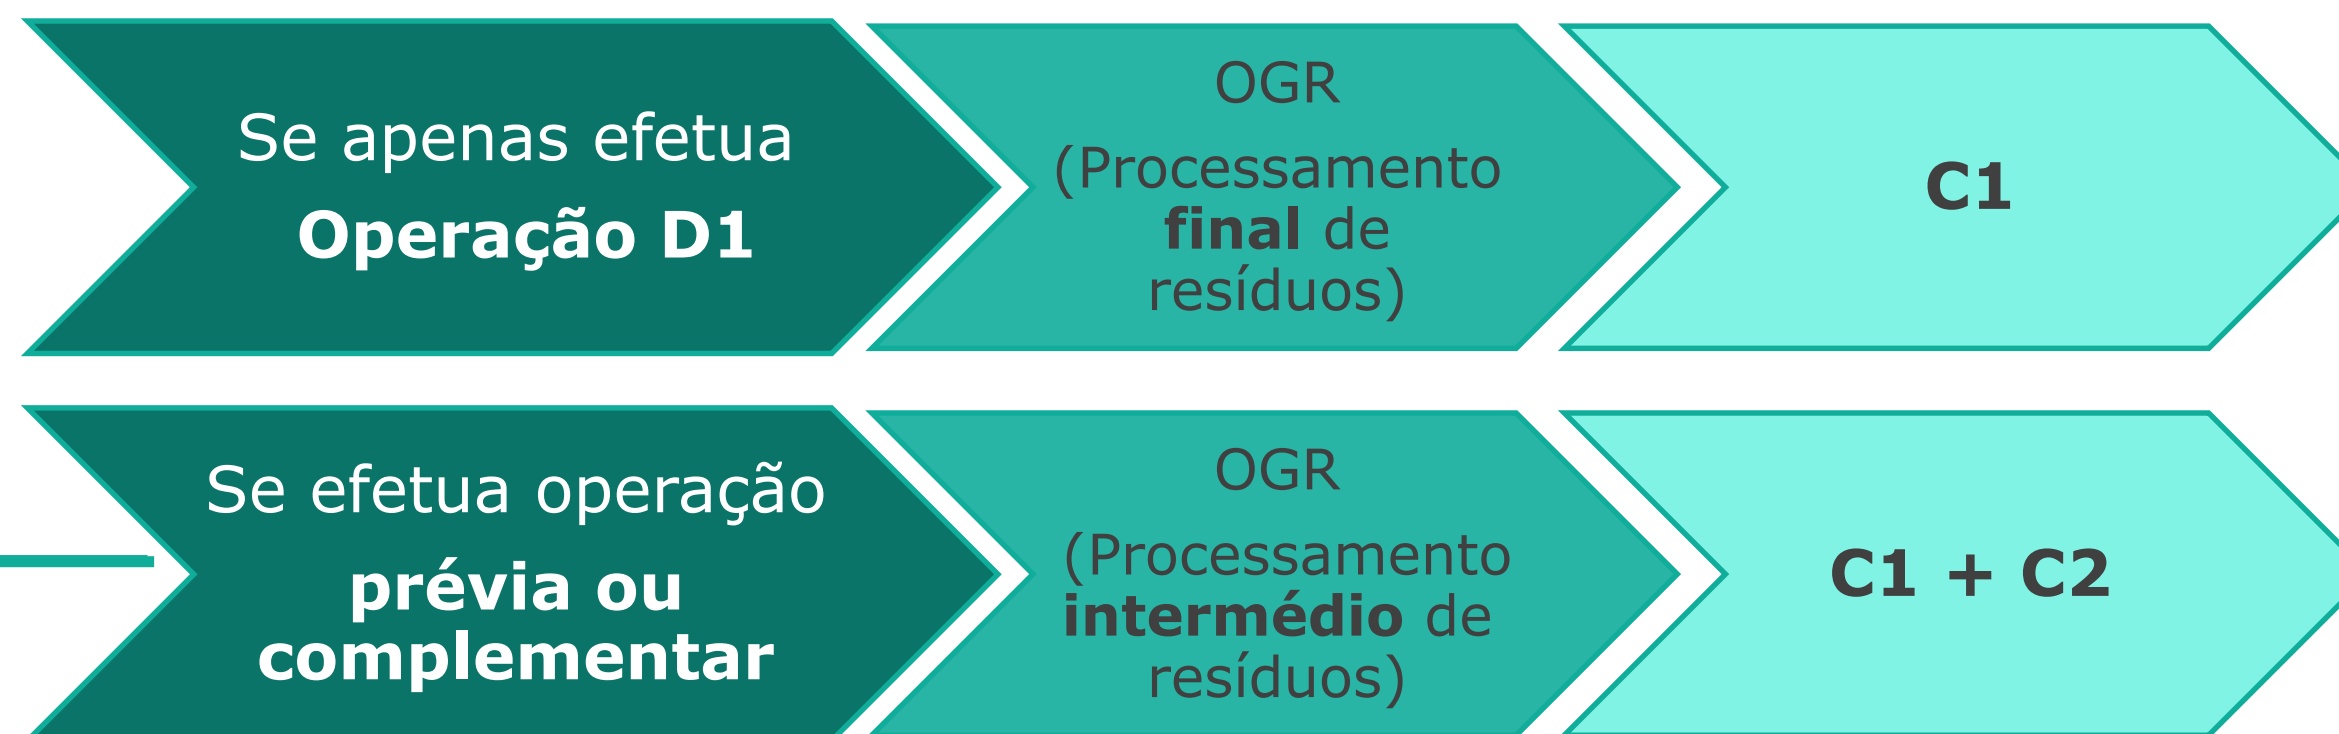 Se apenas efetua
Operação D1
OGR
(Processamento
final de
resíduos)
C1
Se efetua operação
prévia ou
complementar
OGR
(Processamento
intermédio de
resíduos)
C1 + C2